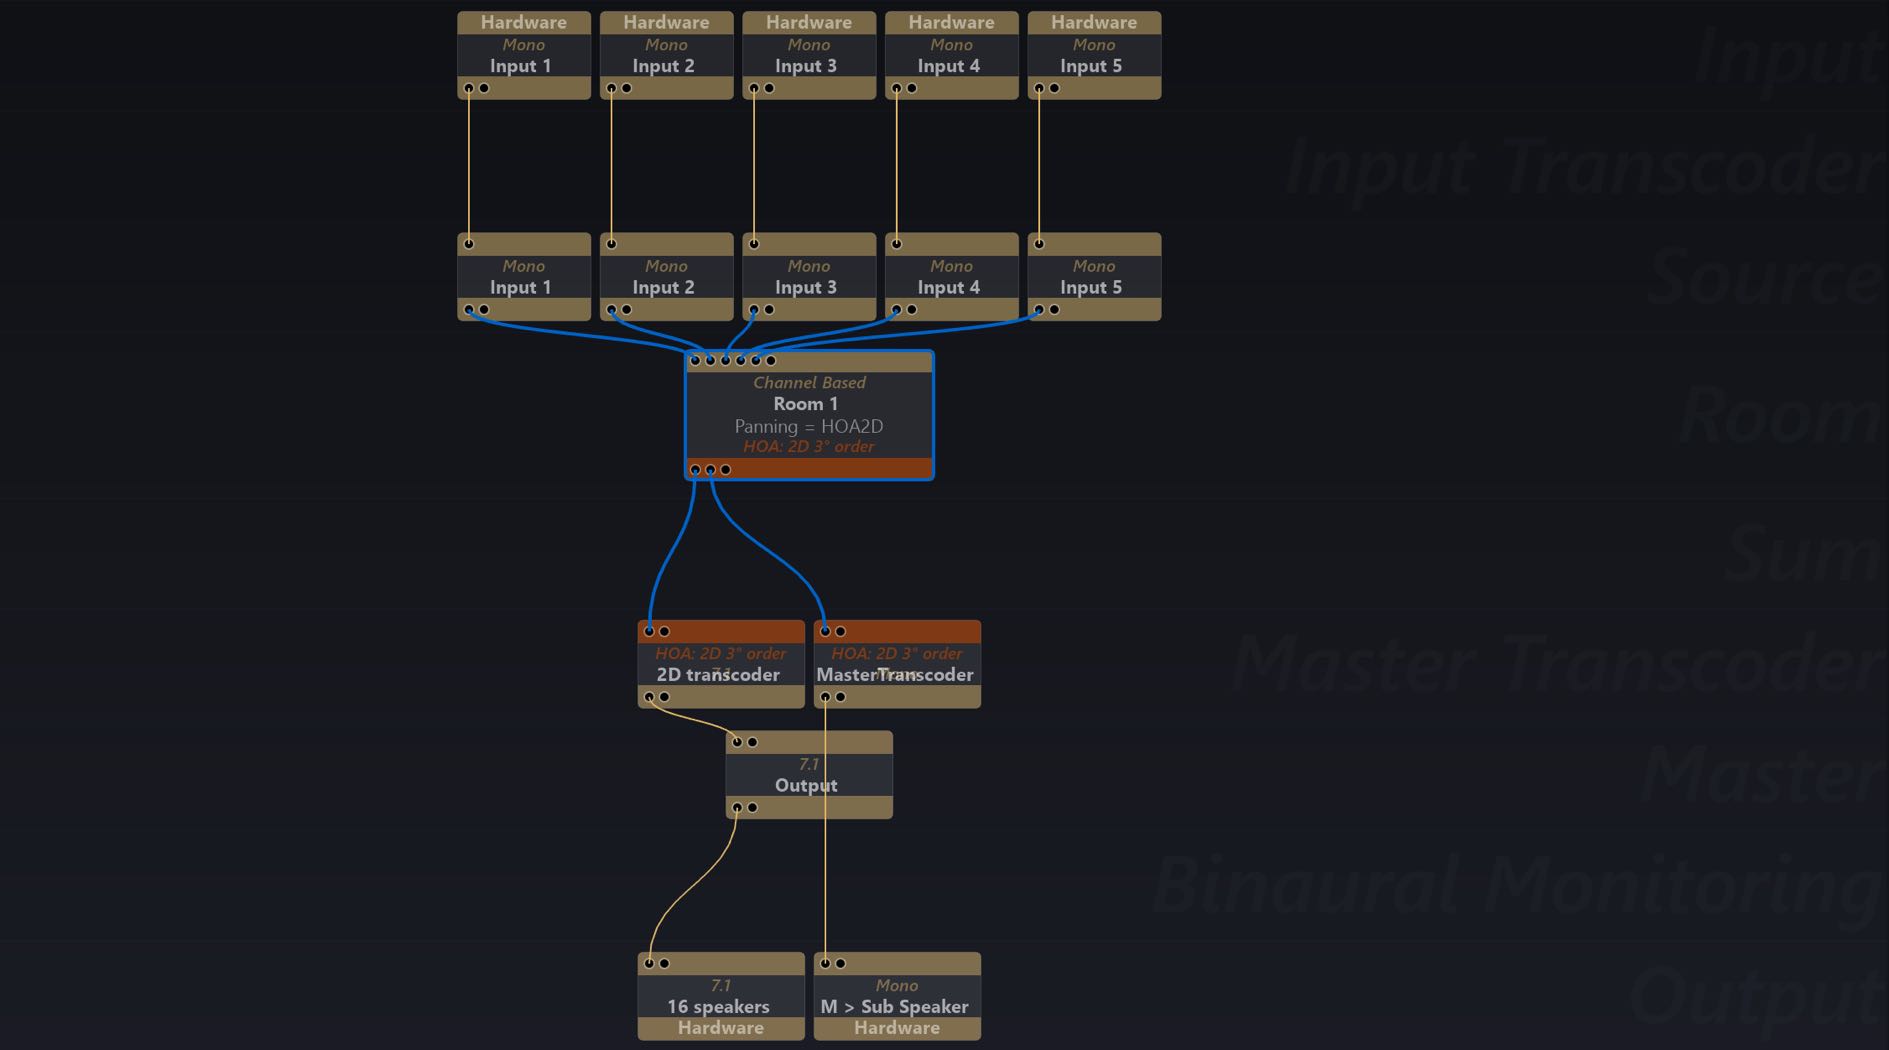 Hardware Hardware Hardware Hardware Hardware
Mono Mono Mono Mono Mono
Input 1 Input 2 Input 3 Input 4 Input 5
Input
Input Transcoder
Mono Mono Mono Mono Mono
Input 1 Input 2 Input 3 Input 4 Input 5
Source
Channel Based
Room 1
Panning = HOA2D
HOA: 2D 3° order
Room
Sum
HOA: 2D 3° order HOA: 2D 3° order
2D transcoder MasterTranscoder
7.1 Mono
Master Transcoder
7.1
Output
Master
Binaural Monitoring
7.1 Mono
16 speakers M > Sub Speaker
Hardware Hardware
Output